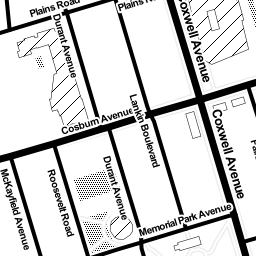 Plains Road
Plains R
Durant Avenue
Coxwell Avenue
Cosburn Avenue
Lankin Boulevard
Coxwell Avenue
McKayfield Avenue
Roosevelt Road
Durant Avenue
Memorial Park Avenue